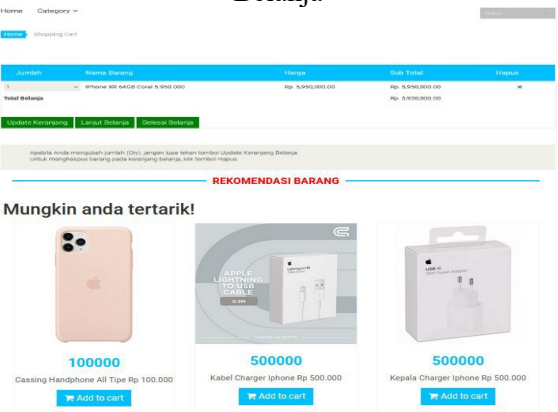 Belanja
Home Category
Home Shopping Cart
Jumlah Nama Barang Harga Sub Total Hapus
1 iPhone XR 64GB Coral 5.950.000 Rp. 5,950,000.00 Rp. 5,950,000.00
Total Belanja Rp. 5,950,000.00
Update Keranjang Lanjut Belanja Selesai Belanja
Apabila Anda mengubah jumlah (Qty), jangan lupa tekan tombol Update Keranjang Belanja
Untuk menghapus barang pada keranjang belanja, klik tombol Hapus.
REKOMENDASI BARANG
Mungkin anda tertarik!
APPLE
LIGHTNING
TO USB
CABLE
0.5M
USB-C
Power Adapter
100000 500000 500000
Cassing Handphone All Tipe Rp 100.000 Kabel Charger Iphone Rp 500.000 Kepala Charger Iphone Rp 500.000
Add to cart Add to cart Add to cart